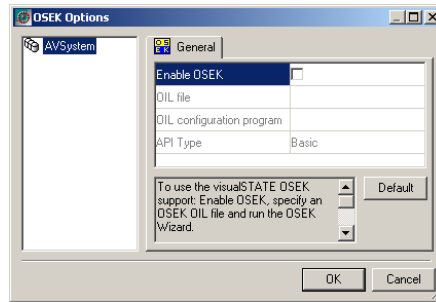 OSEK Options
AVSystem
OSEK General
Enable OSEK
OIL file
OIL configuration program
API Type Basic
To use the visualSTATE OSEK
support: Enable OSEK, specify an
OSEK OIL file and run the OSEK
Wizard.
Default
OK Cancel